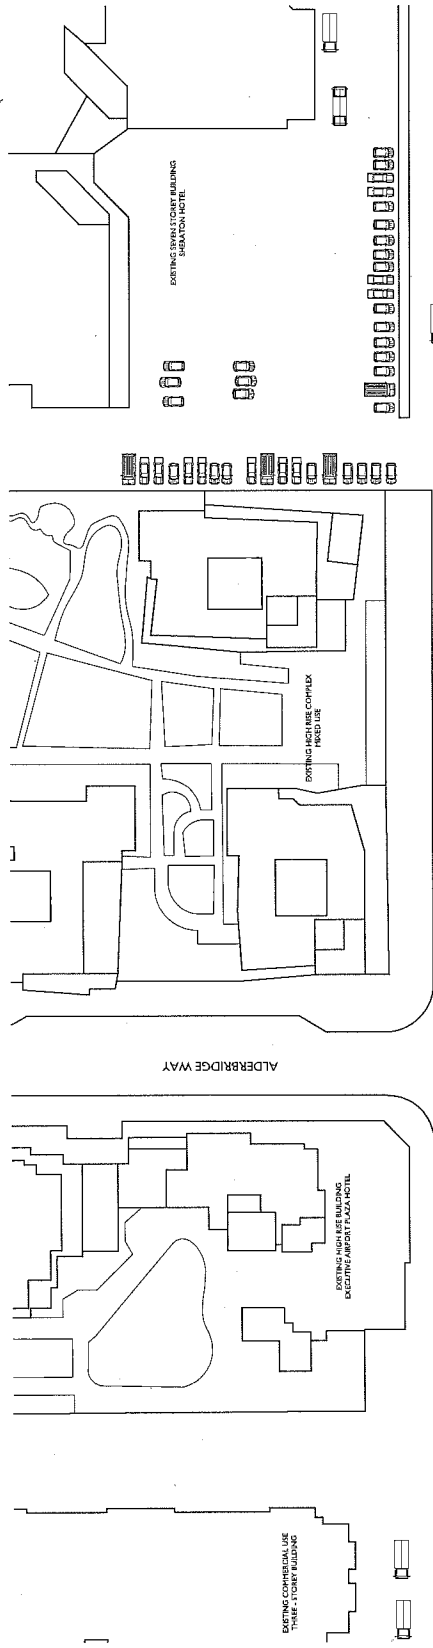 EXISTING SEVEN STOREY BUILDING
SHERATON HOTEL
EXISTING HIGH RISE COMPLEX
MIXED USE
ALDERBRIDGE WAY
EXISTING HIGH RISE BUILDING
EXECUTIVE AIRPORT PLAZA HOTEL
EXISTING COMMERCIAL USE
THREE - STOREY BUILDING